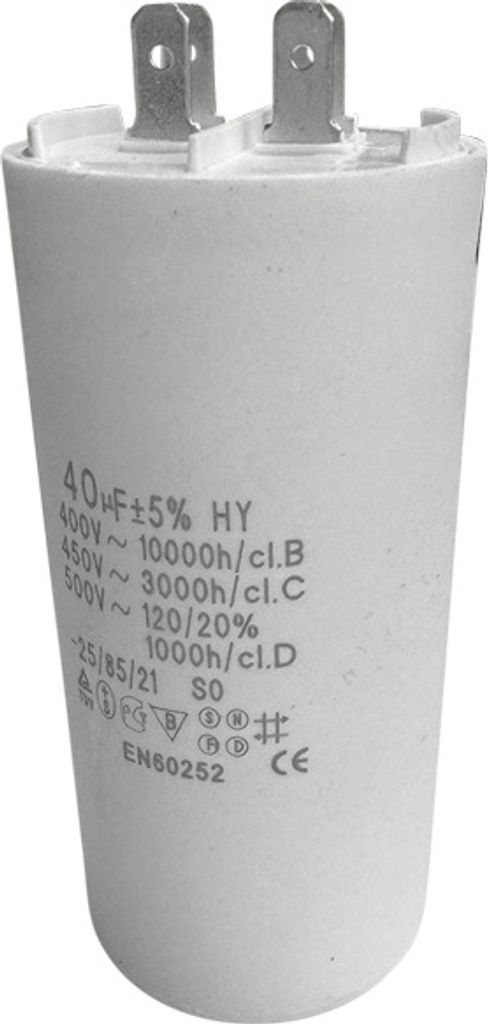 40µF±5% HY
400V ~ 10000h/cl.B
450V ~ 3000h/cl.C
500V ~ 120/20%
1000h/cl.D
-25/85/21 S0
B S N
F D
EN60252 CE